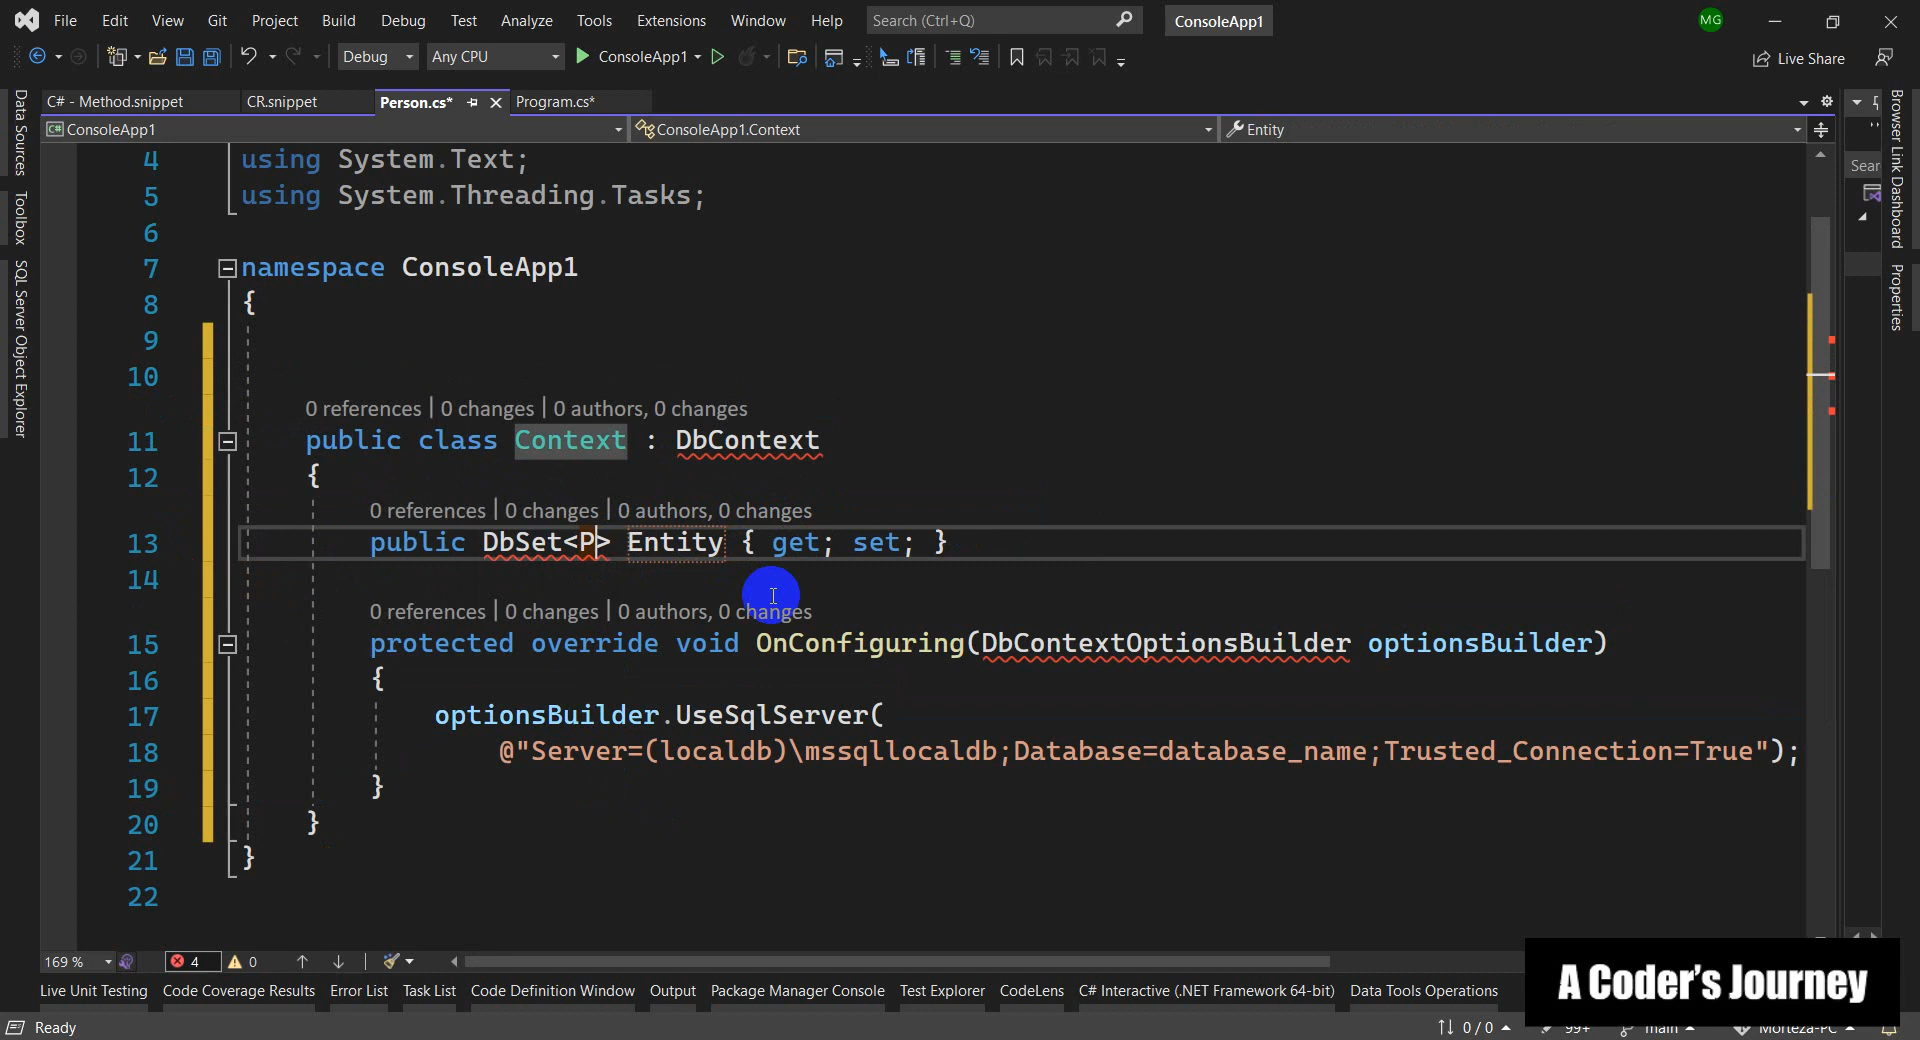 File Edit View Git Project Build Debug Test Analyze Tools Extensions Window Help Search (Ctrl+Q) ConsoleApp1 MG
Debug Any CPU ConsoleApp1 Live Share
C# - Method.snippet CR.snippet Person.cs* Program.cs*
ConsoleApp1 ConsoleApp1.Context Entity
Data Sources
Toolbox
SQL Server Object Explorer
4 using System.Text;
5 using System.Threading.Tasks;
6
7 namespace ConsoleApp1
8 {
9
10
0 references | 0 changes | 0 authors, 0 changes
11 public class Context : DbContext
12 {
0 references | 0 changes | 0 authors, 0 changes
13 public DbSet<P> Entity { get; set; }
14
0 references | 0 changes | 0 authors, 0 changes
15 protected override void OnConfiguring(DbContextOptionsBuilder optionsBuilder)
16 {
17 optionsBuilder.UseSqlServer(
18 @"Server=(localdb)\mssqllocaldb;Database=database_name;Trusted_Connection=True");
19 }
20 }
21 }
22
Sear
Browser Link Dashboard
Properties
169 % 4 0
Live Unit Testing Code Coverage Results Error List Task List Code Definition Window Output Package Manager Console Test Explorer CodeLens C# Interactive (.NET Framework 64-bit) Data Tools Operations
A Coder's Journey
Ready 0 / 0 99+ main Morteza-PC